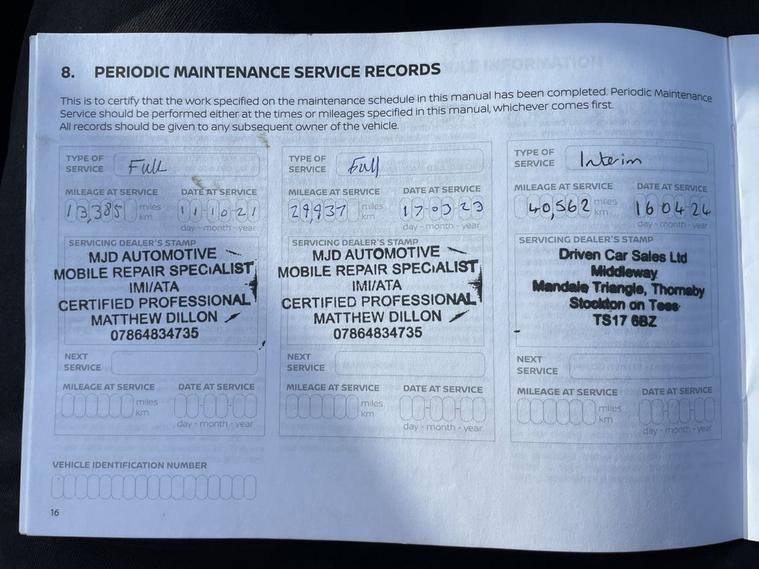 8. PERIODIC MAINTENANCE SERVICE RECORDS
This is to certify that the work specified on the maintenance schedule in this manual has been completed. Periodic Maintenance
Service should be performed either at the times or mileages specified in this manual, whichever comes first.
All records should be given to any subsequent owner of the vehicle.
TYPE OF
SERVICE Full
MILEAGE AT SERVICE DATE AT SERVICE
13,385 miles 11 10 21
km
day - month - year
SERVICING DEALER'S STAMP
MJD AUTOMOTIVE
MOBILE REPAIR SPECIALIST
IMI/ATA
CERTIFIED PROFESSIONAL
MATTHEW DILLON
07864834735
NEXT
SERVICE
MILEAGE AT SERVICE DATE AT SERVICE
miles
km
day - month - year
TYPE OF
SERVICE Full
MILEAGE AT SERVICE DATE AT SERVICE
29,937 miles 17 03 23
km
day - month - year
SERVICING DEALER'S STAMP
MJD AUTOMOTIVE
MOBILE REPAIR SPECIALIST
IMI/ATA
CERTIFIED PROFESSIONAL
MATTHEW DILLON
07864834735
NEXT
SERVICE
MILEAGE AT SERVICE DATE AT SERVICE
miles
km
day - month - year
TYPE OF
SERVICE Interim
MILEAGE AT SERVICE DATE AT SERVICE
40,562 miles 16 04 24
km
day - month - year
SERVICING DEALER'S STAMP
Driven Car Sales Ltd
Middleway
Mandale Triangle, Thornaby
Stockton on Tees
TS17 6BZ
NEXT
SERVICE
MILEAGE AT SERVICE DATE AT SERVICE
miles
km
day - month - year
VEHICLE IDENTIFICATION NUMBER
16